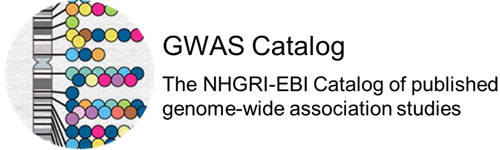 GWAS Catalog
The NHGRI-EBI Catalog of published
genome-wide association studies